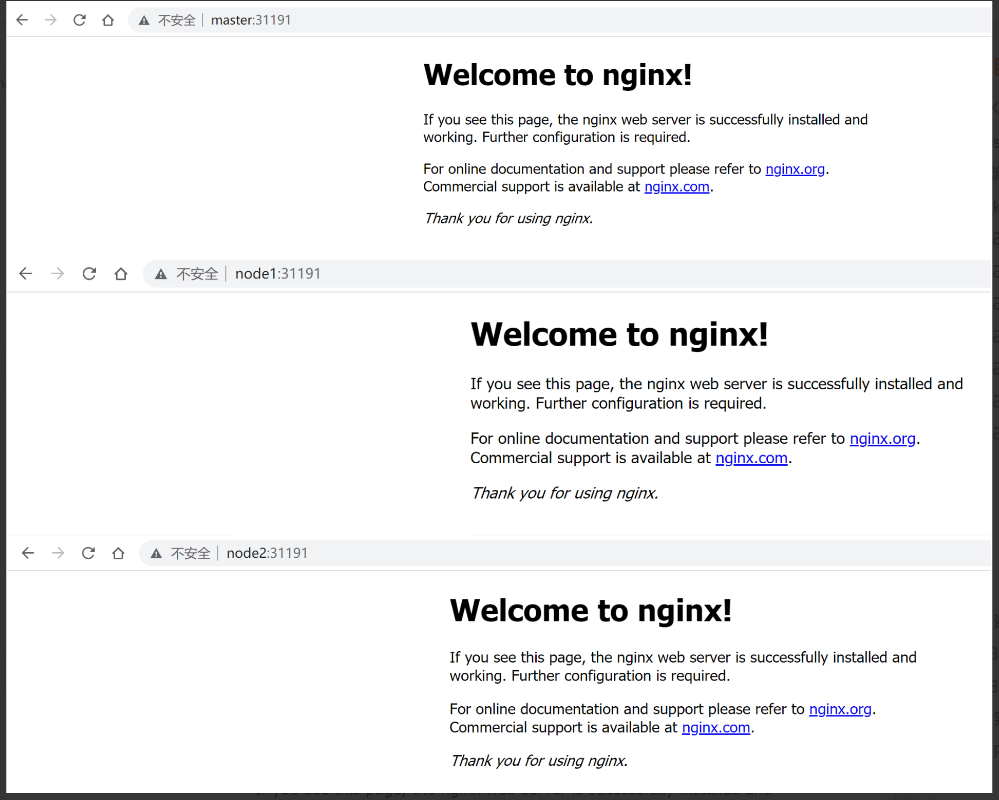 不安全 | master:31191
Welcome to nginx!
If you see this page, the nginx web server is successfully installed and
working. Further configuration is required.
For online documentation and support please refer to nginx.org.
Commercial support is available at nginx.com.
Thank you for using nginx.
不安全 | node1:31191
Welcome to nginx!
If you see this page, the nginx web server is successfully installed and
working. Further configuration is required.
For online documentation and support please refer to nginx.org.
Commercial support is available at nginx.com.
Thank you for using nginx.
不安全 | node2:31191
Welcome to nginx!
If you see this page, the nginx web server is successfully installed and
working. Further configuration is required.
For online documentation and support please refer to nginx.org.
Commercial support is available at nginx.com.
Thank you for using nginx.